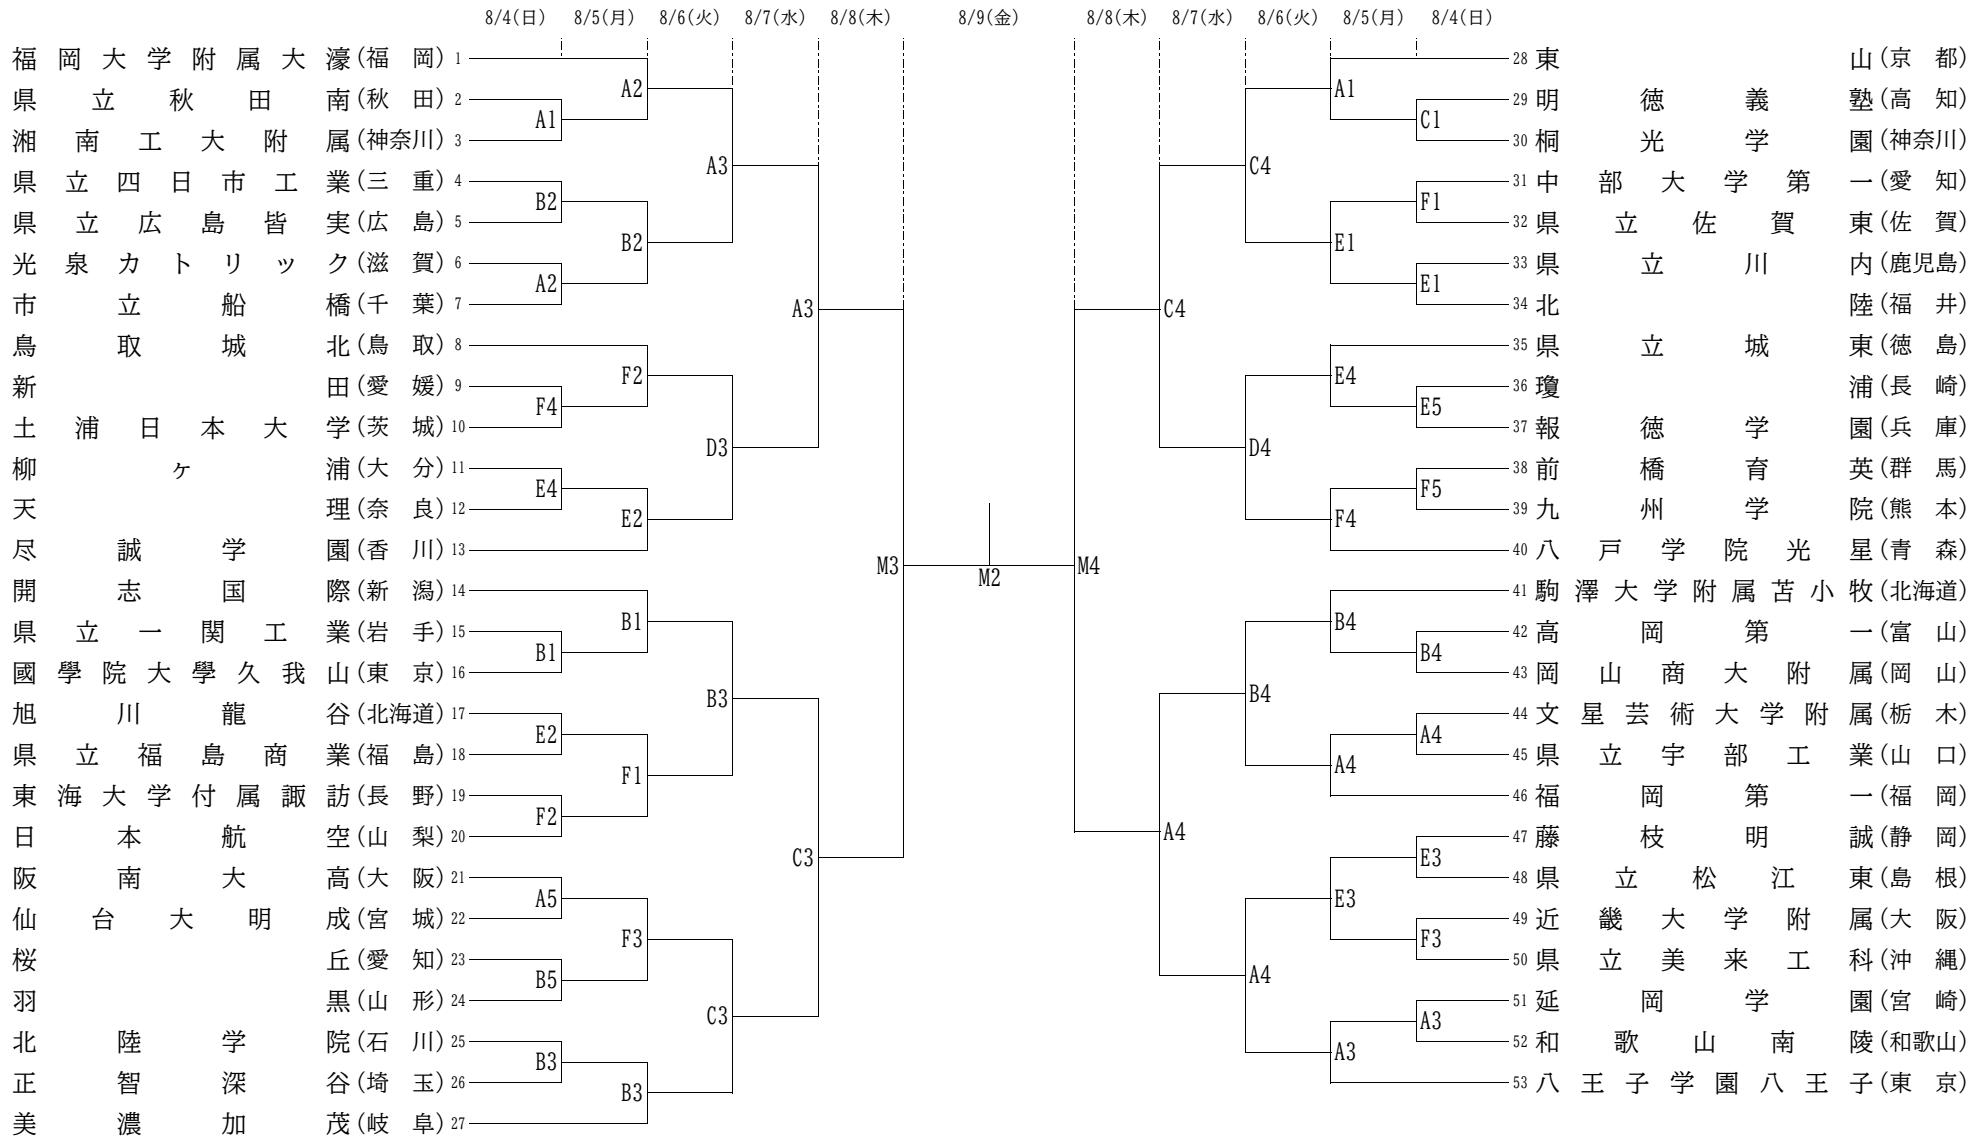 8/4(日) 8/5(月) 8/6(火) 8/7(水) 8/8(木) 8/9(金) 8/8(木) 8/7(水) 8/6(火) 8/5(月) 8/4(日)
福岡大学附属大濠(福岡) 1
県立秋田南(秋田) 2
湘南工大附属(神奈川) 3
県立四日市工業(三重) 4
県立広島皆実(広島) 5
光泉カトリック(滋賀) 6
市立船橋(千葉) 7
鳥取城北(鳥取) 8
新田(愛媛) 9
土浦日本大学(茨城) 10
柳ヶ浦(大分) 11
天理(奈良) 12
尽誠学園(香川) 13
開志国際(新潟) 14
県立一関工業(岩手) 15
國學院大學久我山(東京) 16
旭川龍谷(北海道) 17
県立福島商業(福島) 18
東海大学付属諏訪(長野) 19
日本航空(山梨) 20
阪南大高(大阪) 21
仙台大明成(宮城) 22
桜丘(愛知) 23
羽黒(山形) 24
北陸学院(石川) 25
正智深谷(埼玉) 26
美濃加茂(岐阜) 27
A1
B2
A2
F4
E4
B1
E2
F2
A5
B5
B3
A2
B2
F2
E2
B1
F1
F3
B3
A3
D3
B3
C3
A3
C3
M3
M2
M4
C4
A4
C4
D4
B4
A4
A1
E1
E4
F4
B4
A4
E3
A3
C1
F1
E1
E5
F5
B4
A4
E3
F3
A3
28 東山(京都)
29 明徳義塾(高知)
30 桐光学園(神奈川)
31 中部大学第一(愛知)
32 県立佐賀東(佐賀)
33 県立川内(鹿児島)
34 北陸(福井)
35 県立城東(徳島)
36 瓊浦(長崎)
37 報徳学園(兵庫)
38 前橋育英(群馬)
39 九州学院(熊本)
40 八戸学院光星(青森)
41 駒澤大学附属苫小牧(北海道)
42 高岡第一(富山)
43 岡山商大附属(岡山)
44 文星芸術大学附属(栃木)
45 県立宇部工業(山口)
46 福岡第一(福岡)
47 藤枝明誠(静岡)
48 県立松江東(島根)
49 近畿大学附属(大阪)
50 県立美来工科(沖縄)
51 延岡学園(宮崎)
52 和歌山南陵(和歌山)
53 八王子学園八王子(東京)